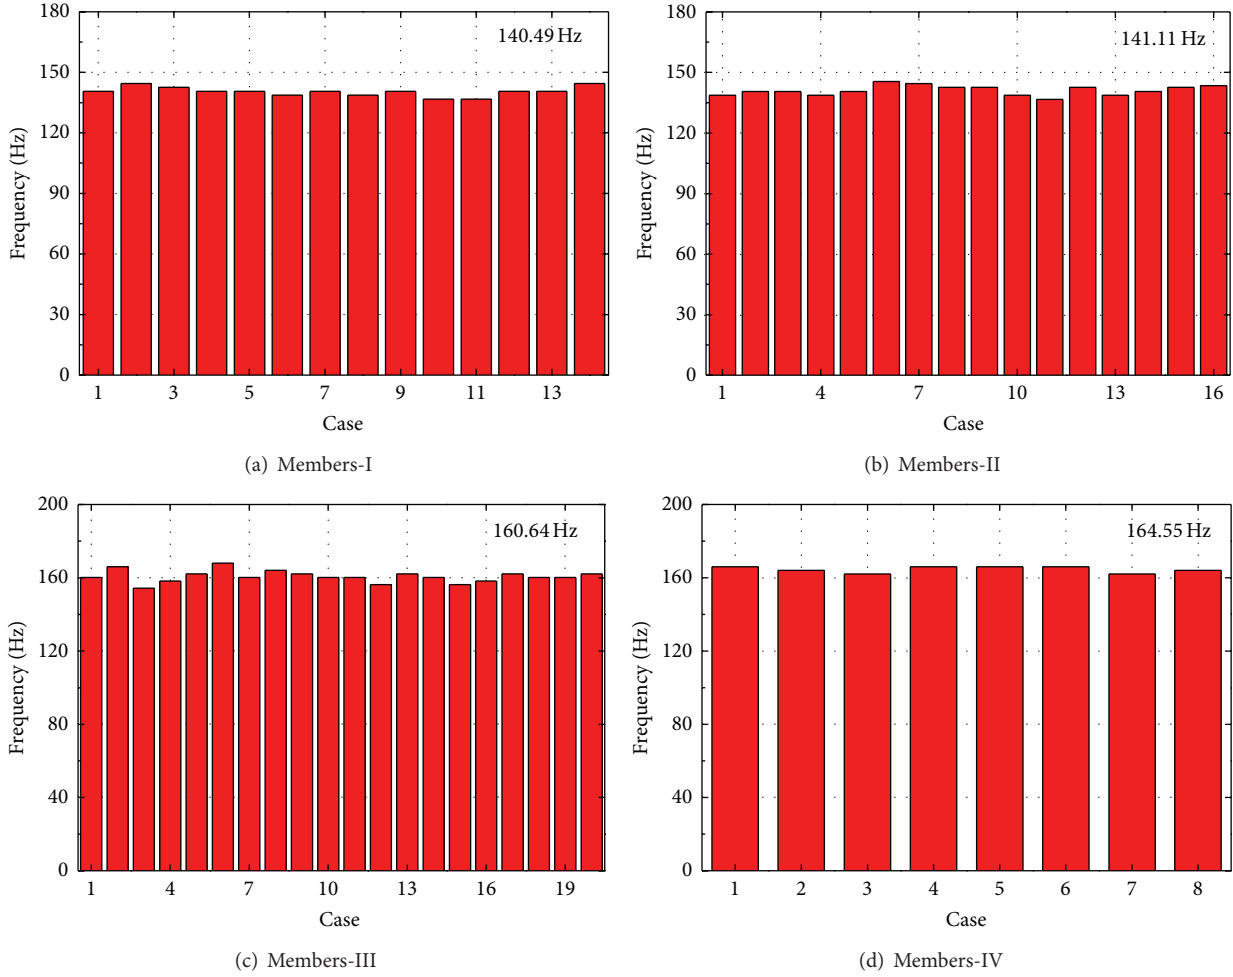 180
150
120
90
60
30
0
Frequency (Hz)
140.49 Hz
1 3 5 7 9 11 13
Case
(a) Members-I
180
150
120
90
60
30
0
Frequency (Hz)
141.11 Hz
1 4 7 10 13 16
Case
(b) Members-II
200
160
120
80
40
0
Frequency (Hz)
160.64 Hz
1 4 7 10 13 16 19
Case
(c) Members-III
200
160
120
80
40
0
Frequency (Hz)
164.55 Hz
1 2 3 4 5 6 7 8
Case
(d) Members-IV